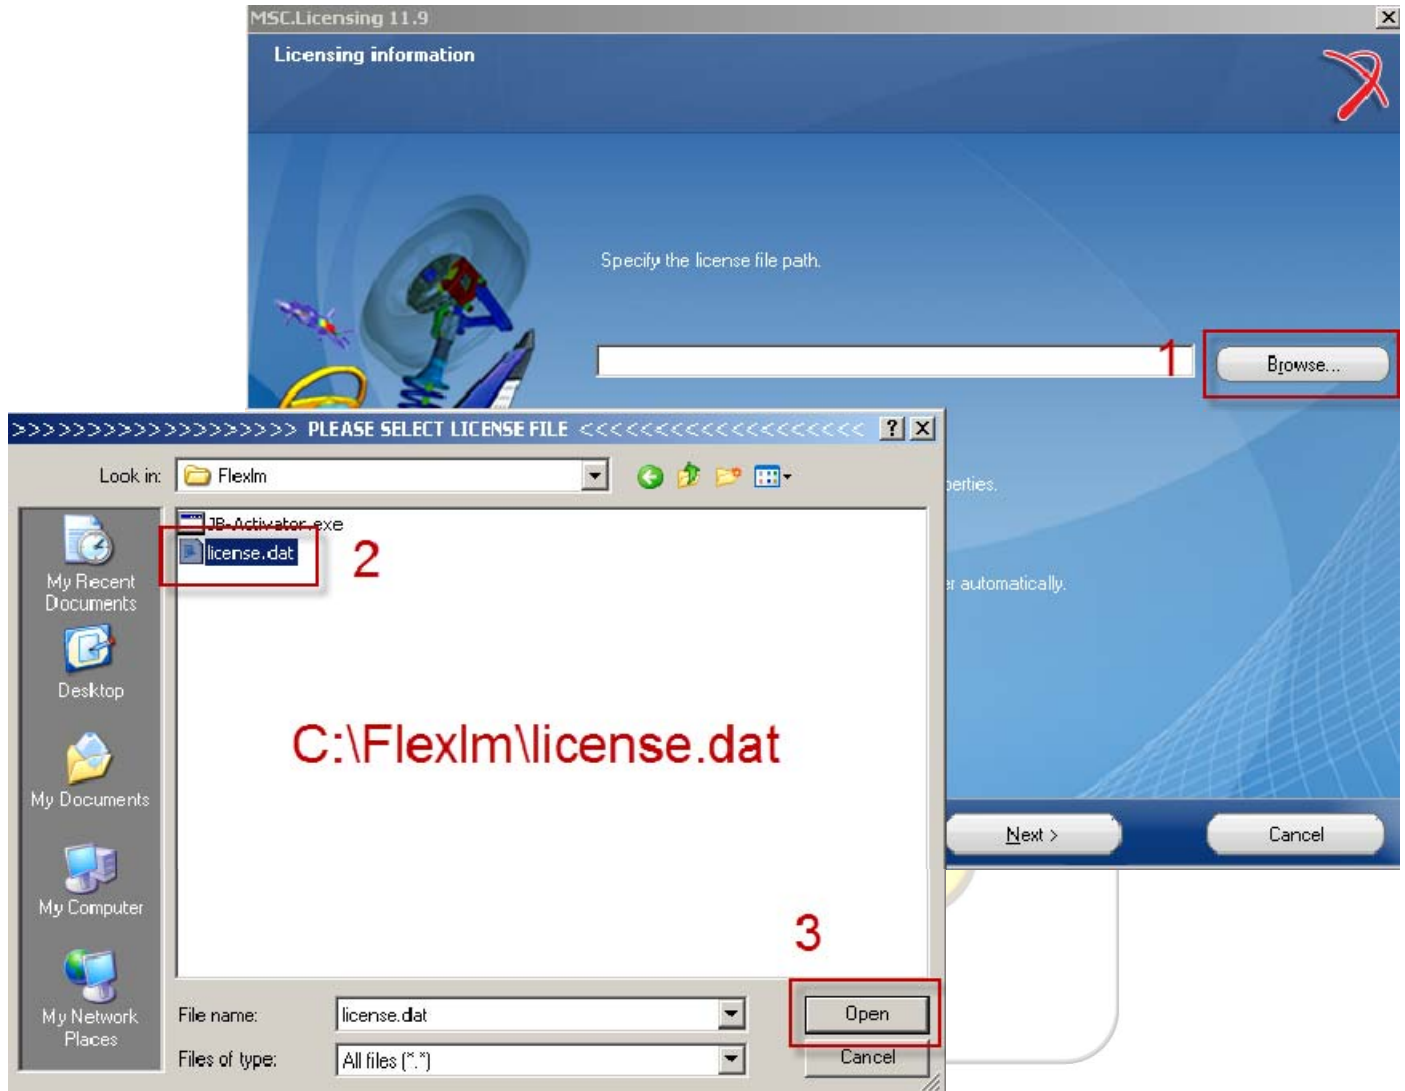 MSC.Licensing 11.9
Licensing information
Specify the license file path.
1
Browse...
>>>>>>>>>>>>>>>>>>> PLEASE SELECT LICENSE FILE <<<<<<<<<<<<<<<<<<<
Look in:
Flexlm
JB-Activator.exe
license.dat
2
My Recent
Documents
Desktop
My Documents
My Computer
My Network
Places
C:\Flexlm\license.dat
perties.
er automatically.
Next >
Cancel
3
File name:
license.dat
Open
Files of type:
All files (*.*)
Cancel